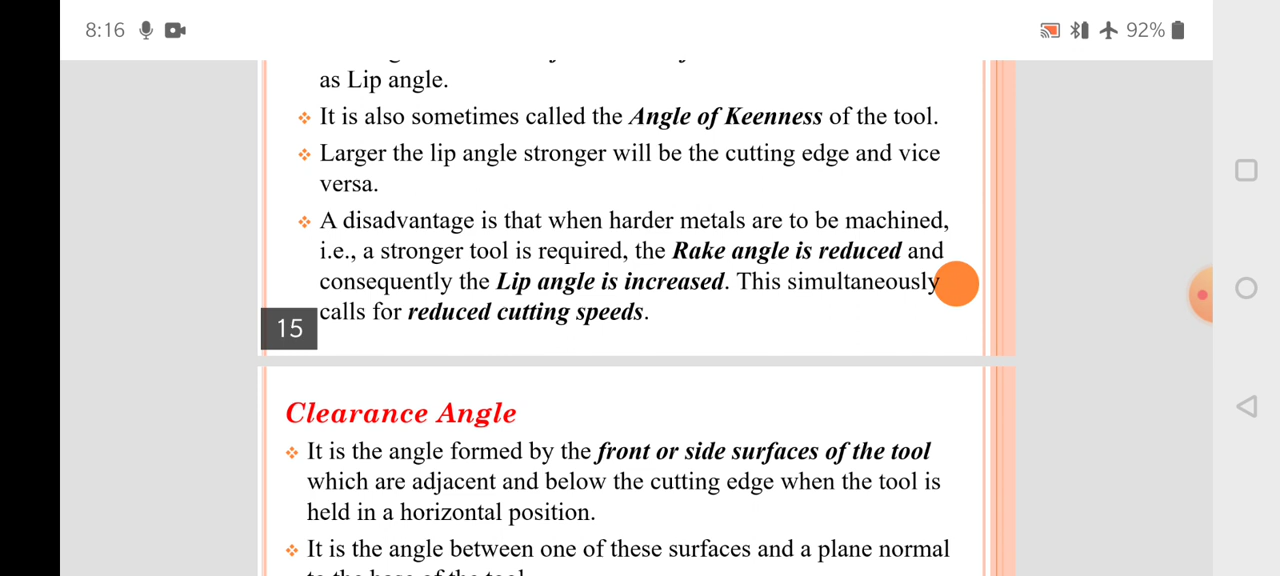 8:16
92%
as Lip angle.
It is also sometimes called the Angle of Keenness of the tool.
Larger the lip angle stronger will be the cutting edge and vice
versa.
A disadvantage is that when harder metals are to be machined,
i.e., a stronger tool is required, the Rake angle is reduced and
consequently the Lip angle is increased. This simultaneously
calls for reduced cutting speeds.
15
Clearance Angle
It is the angle formed by the front or side surfaces of the tool
which are adjacent and below the cutting edge when the tool is
held in a horizontal position.
It is the angle between one of these surfaces and a plane normal